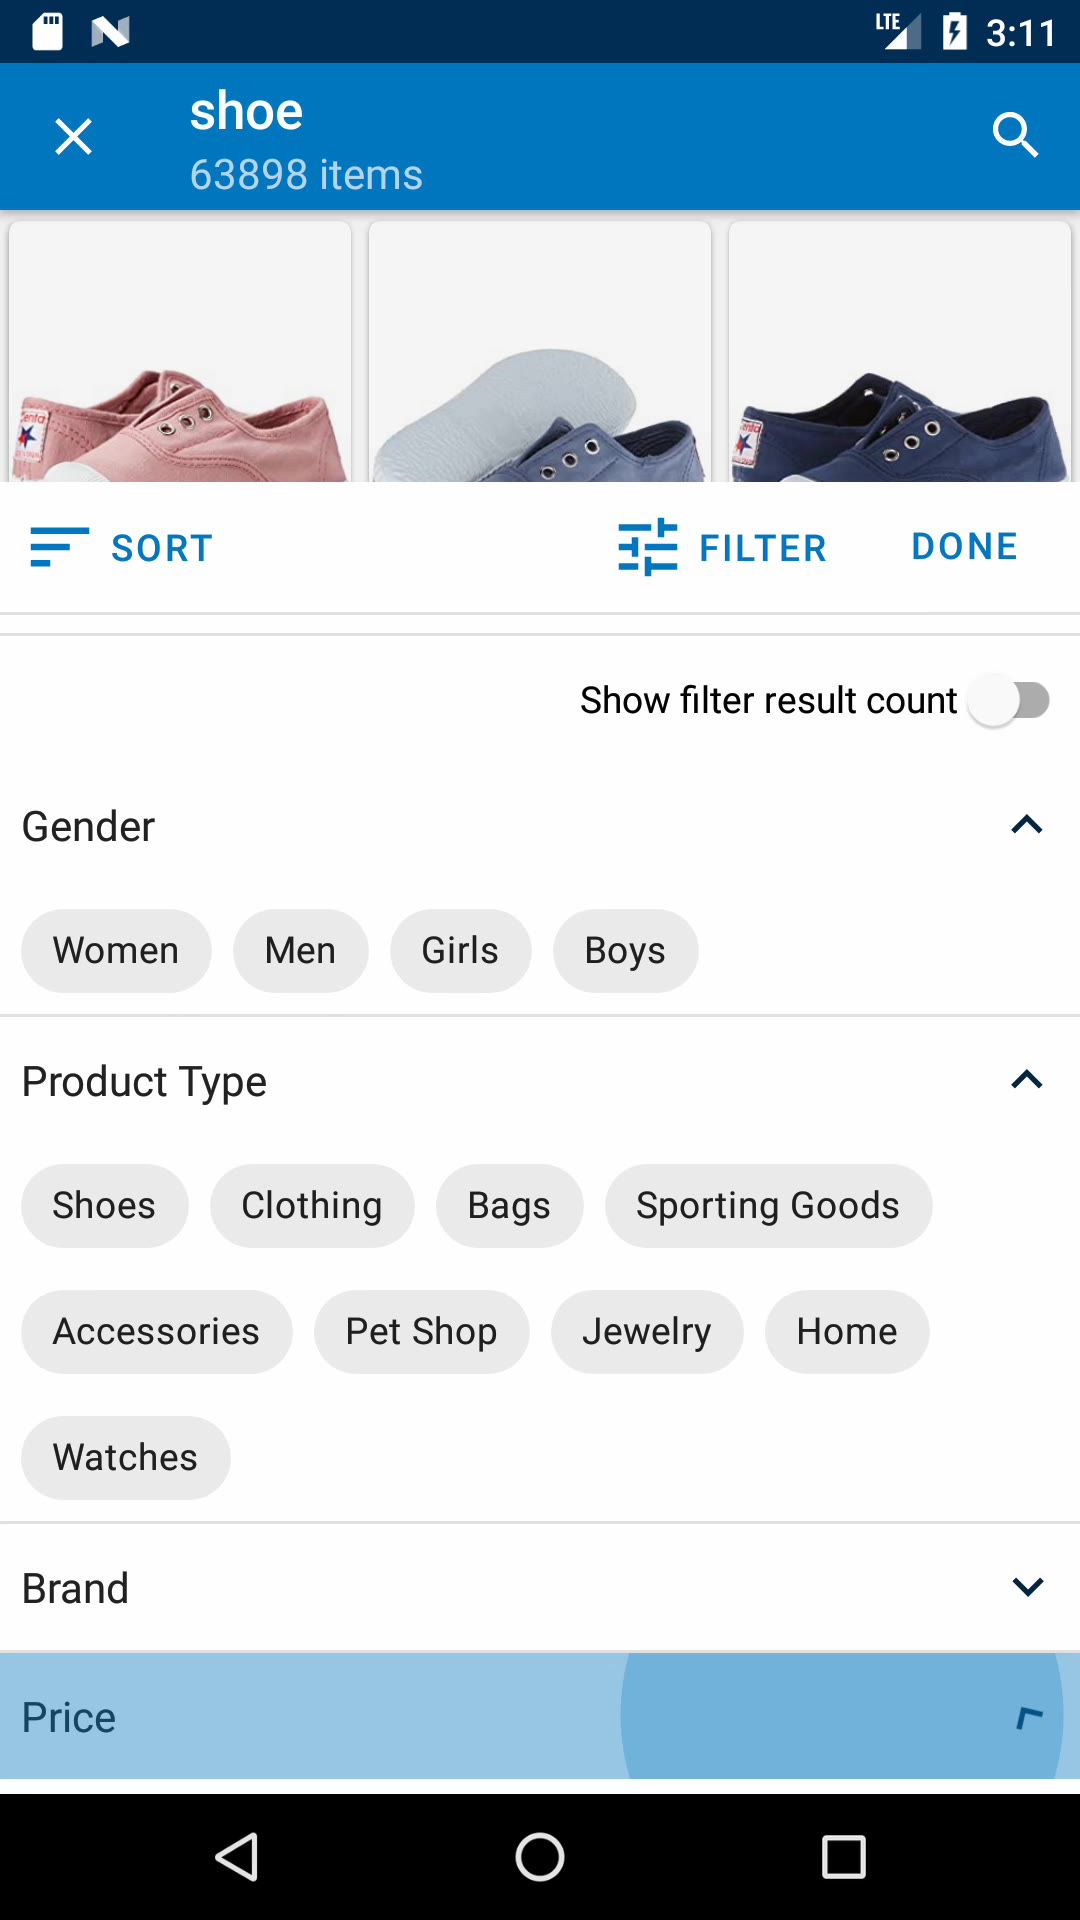 LTE 3:11
shoe
63898 items
SORT FILTER DONE
Show filter result count
Gender
Women Men Girls Boys
Product Type
Shoes Clothing Bags Sporting Goods
Accessories Pet Shop Jewelry Home
Watches
Brand
Price